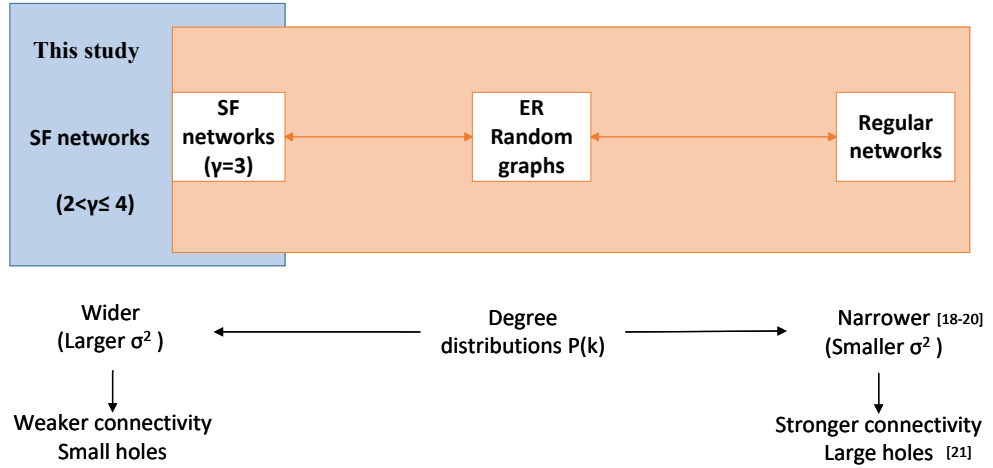 This study
SF networks
(2<γ≤ 4)
SF
networks
(γ=3)
ER
Random
graphs
Regular
networks
Wider
(Larger σ² )
Degree
distributions P(k)
Narrower [18-20]
(Smaller σ² )
Weaker connectivity
Small holes
Stronger connectivity
Large holes [21]